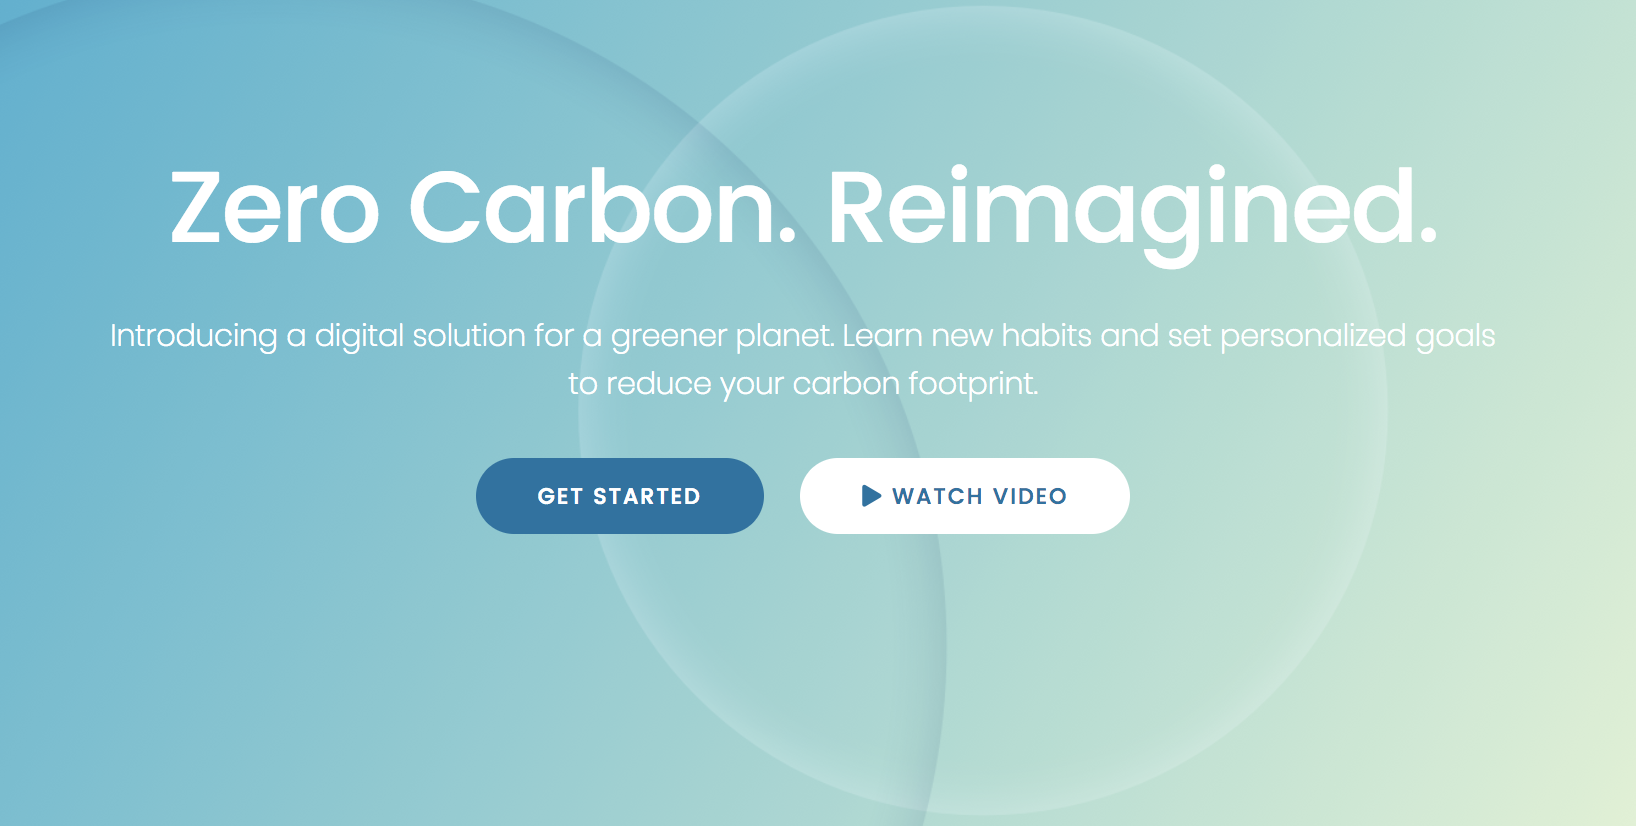 Zero Carbon. Reimagined.
Introducing a digital solution for a greener planet. Learn new habits and set personalized goals
to reduce your carbon footprint.
GET STARTED
WATCH VIDEO